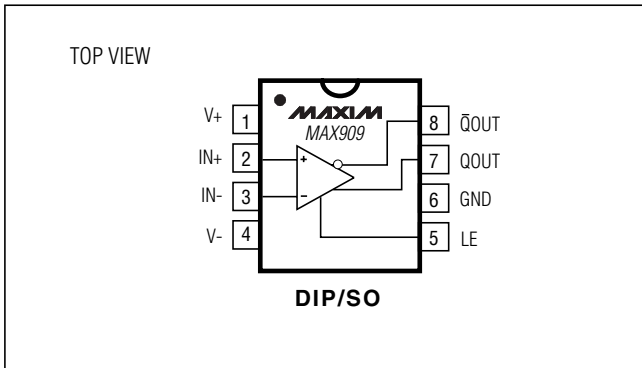 TOP VIEW
MAXIM
MAX909
V+ 1
IN+ 2
IN- 3
V- 4
8 Q̅OUT
7 QOUT
6 GND
5 LE
+
-
DIP/SO